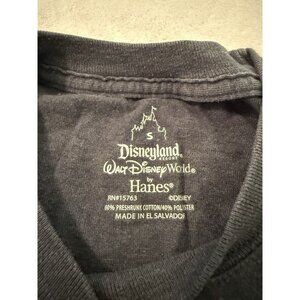 S
Disneyland
RESORT
WALT DISNEY World®
by
Hanes®
RN#15763 ©DISNEY
60% PRESHRUNK COTTON/40% POLYESTER
MADE IN EL SALVADOR